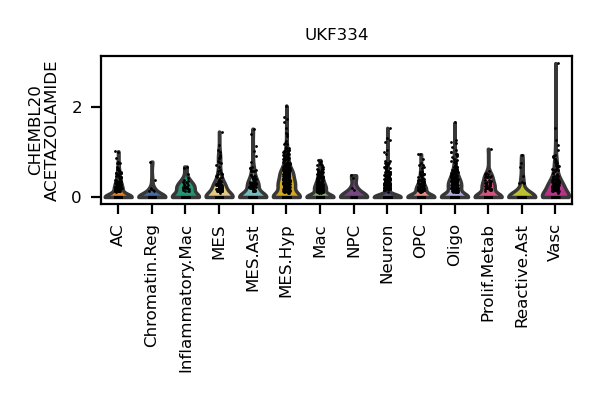 UKF334
CHEMBL20
ACETAZOLAMIDE
2
0
AC
Chromatin.Reg
Inflammatory.Mac
MES
MES.Ast
MES.Hyp
Mac
NPC
Neuron
OPC
Oligo
Prolif.Metab
Reactive.Ast
Vasc